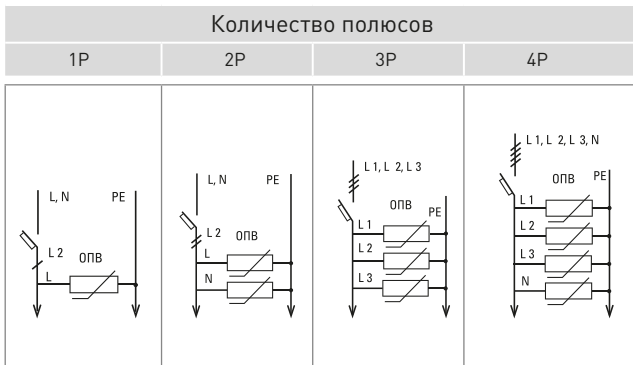 Количество полюсов
1P 2P 3P 4P
L, N PE
L 2 ОПВ
L
L, N PE
L 2 ОПВ
L
N
L 1, L 2, L 3
ОПВ PE
L 1
L 2
L 3
L 1, L 2, L 3, N
ОПВ PE
L 1
L 2
L 3
N